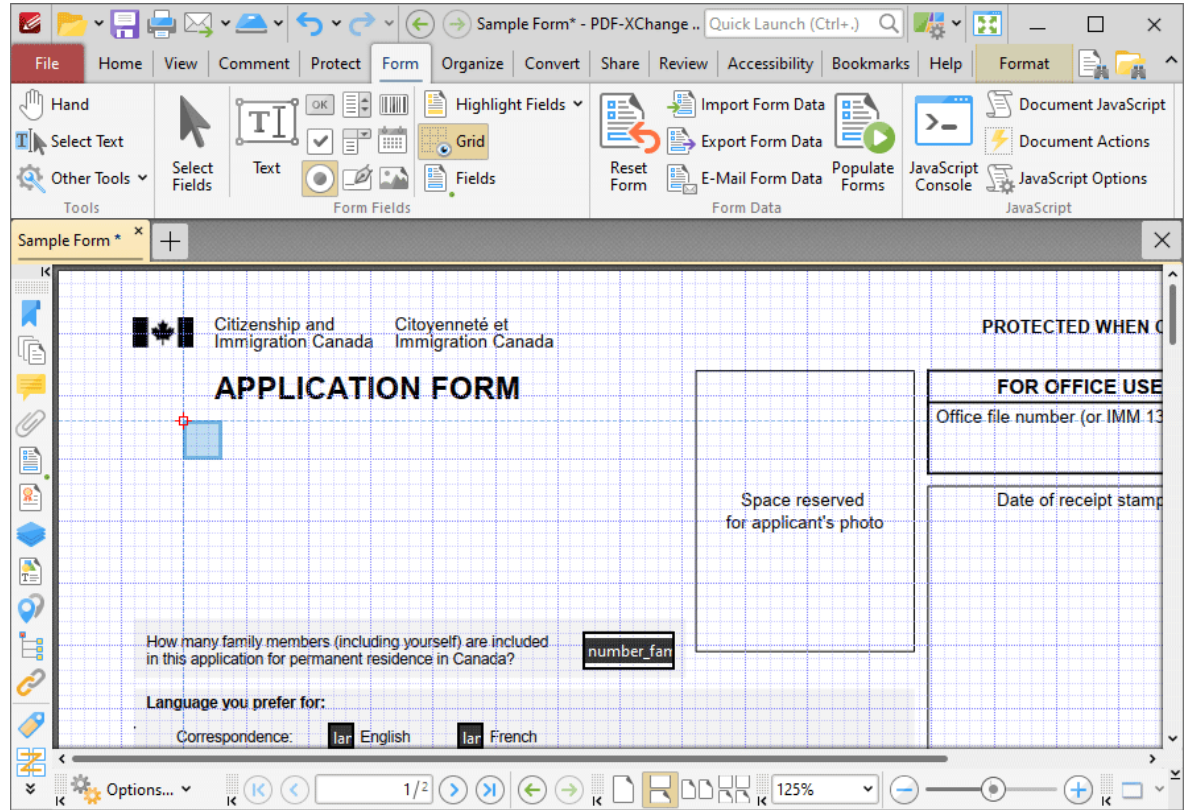 Sample Form* - PDF-XChange .. Quick Launch (Ctrl+.)
File Home View Comment Protect Form Organize Convert Share Review Accessibility Bookmarks Help Format
Hand
Select Text
Other Tools
Tools
Select Fields
Text
OK
Form Fields
Highlight Fields
Grid
Fields
Reset Form
Import Form Data
Export Form Data
E-Mail Form Data
Populate Forms
Form Data
JavaScript Console
Document JavaScript
Document Actions
JavaScript Options
JavaScript
Sample Form *
Citizenship and
Immigration Canada
Citoyenneté et
Immigration Canada
PROTECTED WHEN
APPLICATION FORM
FOR OFFICE USE
Office file number (or IMM 13
Space reserved
for applicant's photo
Date of receipt stamp
How many family members (including yourself) are included
in this application for permanent residence in Canada?
number_fan
Language you prefer for:
Correspondence: lar English lar French
Options... 1/2 125%